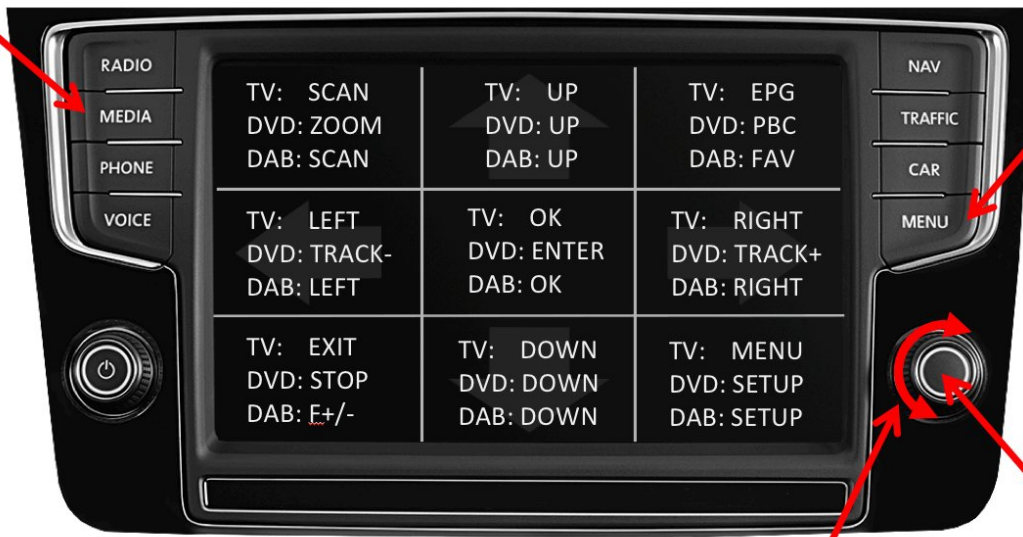 RADIO
MEDIA
PHONE
VOICE
TV: SCAN
DVD: ZOOM
DAB: SCAN
TV: UP
DVD: UP
DAB: UP
TV: EPG
DVD: PBC
DAB: FAV
TV: LEFT
DVD: TRACK-
DAB: LEFT
TV: OK
DVD: ENTER
DAB: OK
TV: RIGHT
DVD: TRACK+
DAB: RIGHT
TV: EXIT
DVD: STOP
DAB: F+/-
TV: DOWN
DVD: DOWN
DAB: DOWN
TV: MENU
DVD: SETUP
DAB: SETUP
NAV
TRAFFIC
CAR
MENU